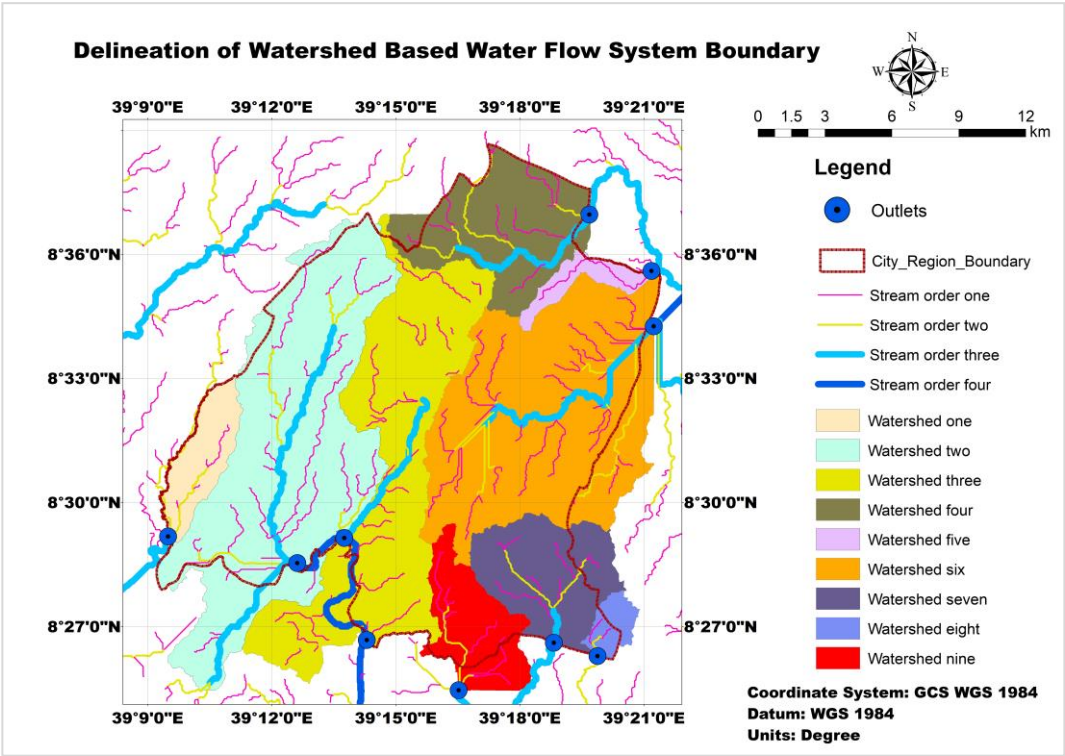 Delineation of Watershed Based Water Flow System Boundary
N
W E
S
39°9'0"E 39°12'0"E 39°15'0"E 39°18'0"E 39°21'0"E
0 1.5 3 6 9 12
km
Legend
Outlets
City_Region_Boundary
Stream order one
Stream order two
Stream order three
Stream order four
Watershed one
Watershed two
Watershed three
Watershed four
Watershed five
Watershed six
Watershed seven
Watershed eight
Watershed nine
8°36'0"N 8°36'0"N
8°33'0"N 8°33'0"N
8°30'0"N 8°30'0"N
8°27'0"N 8°27'0"N
39°9'0"E 39°12'0"E 39°15'0"E 39°18'0"E 39°21'0"E
Coordinate System: GCS WGS 1984
Datum: WGS 1984
Units: Degree